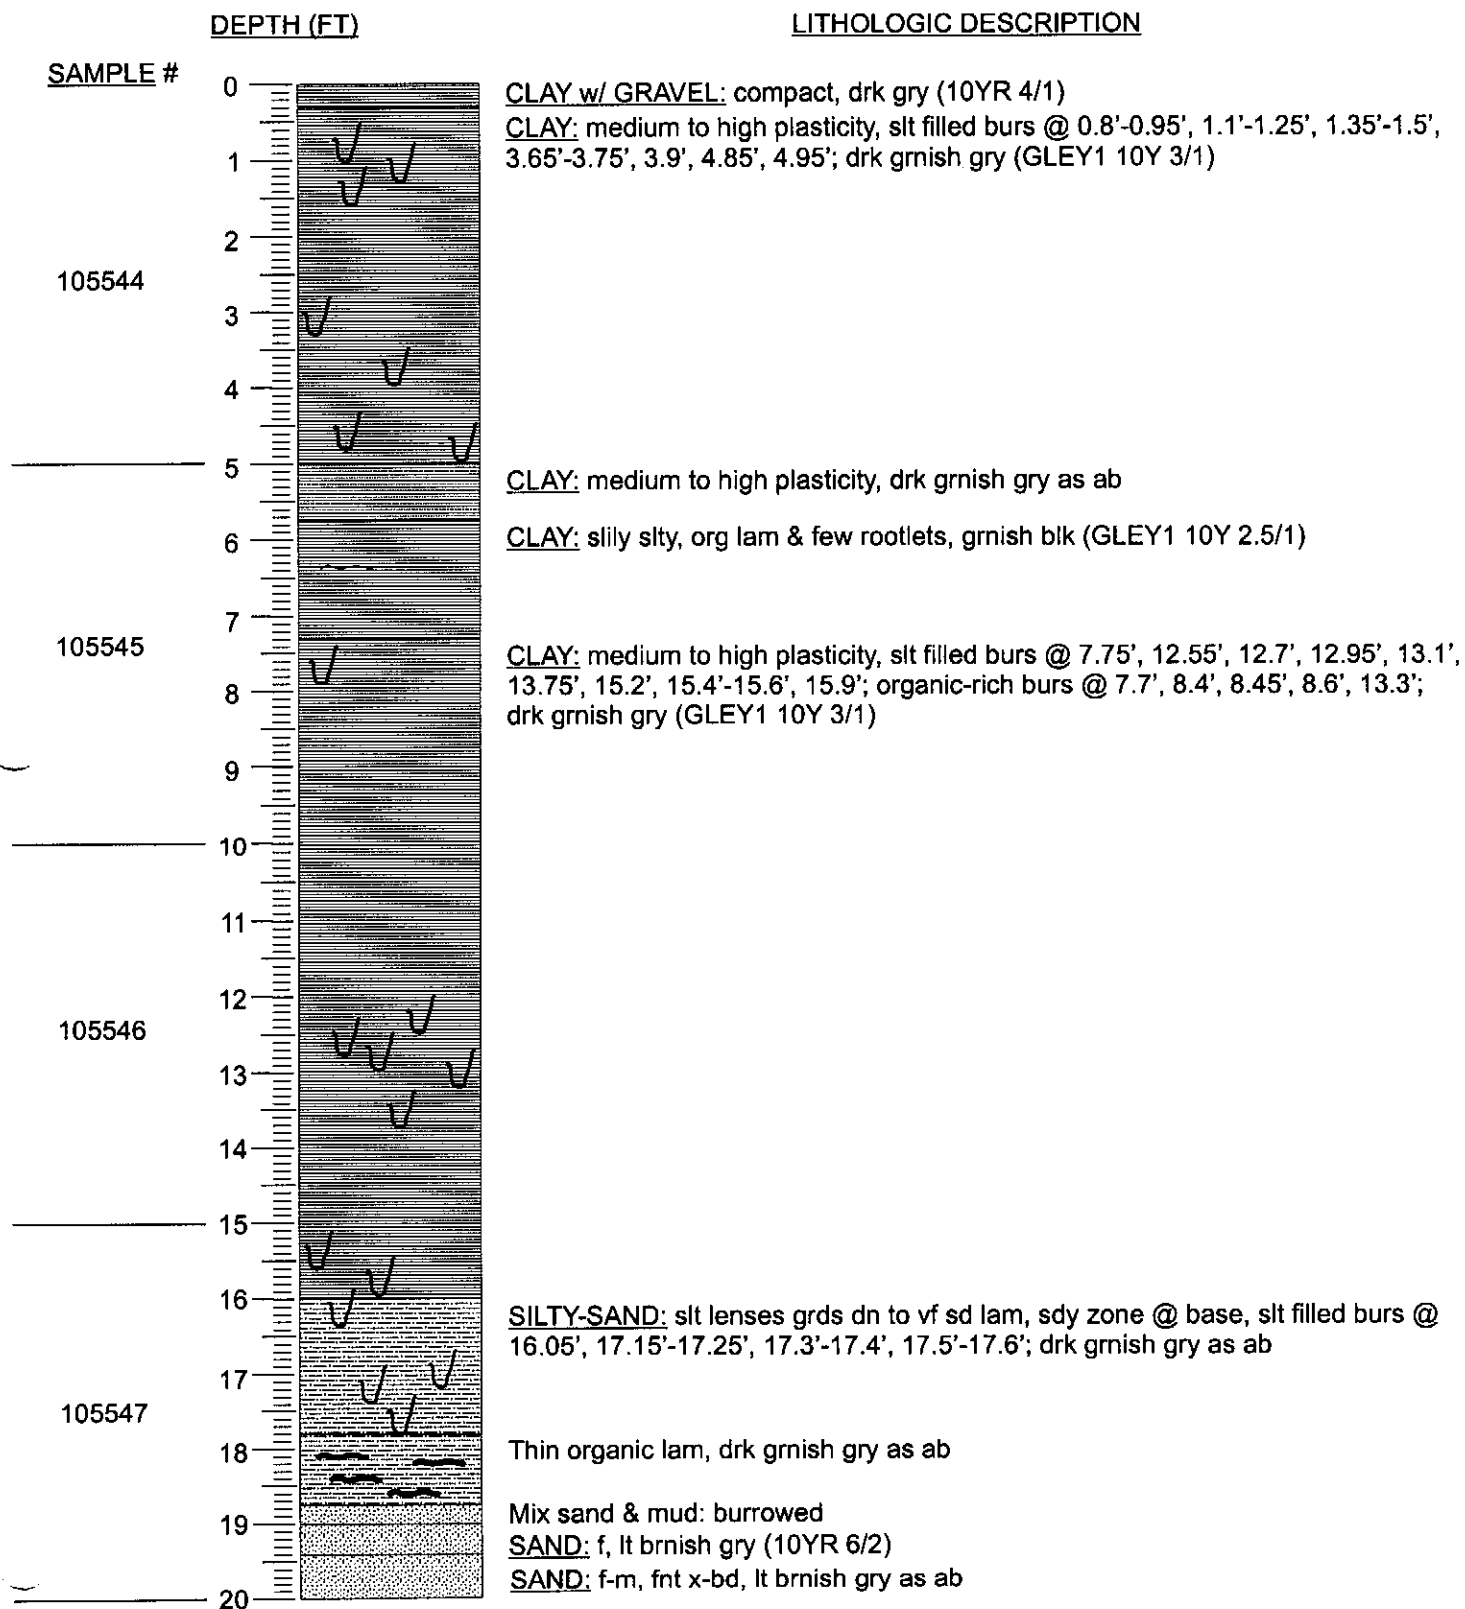 DEPTH (FT)
LITHOLOGIC DESCRIPTION
SAMPLE #
0
CLAY w/ GRAVEL: compact, drk gry (10YR 4/1)
CLAY: medium to high plasticity, slt filled burs @ 0.8'-0.95', 1.1'-1.25', 1.35'-1.5',
1
3.65'-3.75', 3.9', 4.85', 4.95'; drk grnish gry (GLEY1 10Y 3/1)
2
105544
3
4
5
CLAY: medium to high plasticity, drk grnish gry as ab
6
CLAY: slily slty, org lam & few rootlets, grnish blk (GLEY1 10Y 2.5/1)
7
105545
CLAY: medium to high plasticity, slt filled burs @ 7.75', 12.55', 12.7', 12.95', 13.1',
8
13.75', 15.2', 15.4'-15.6', 15.9'; organic-rich burs @ 7.7', 8.4', 8.45', 8.6', 13.3';
drk grnish gry (GLEY1 10Y 3/1)
9
10
11
12
105546
13
14
15
16
SILTY-SAND: slt lenses grds dn to vf sd lam, sdy zone @ base, slt filled burs @
16.05', 17.15'-17.25', 17.3'-17.4', 17.5'-17.6'; drk grnish gry as ab
17
105547
18
Thin organic lam, drk grnish gry as ab
Mix sand & mud: burrowed
19
SAND: f, lt brnish gry (10YR 6/2)
SAND: f-m, fnt x-bd, lt brnish gry as ab
20